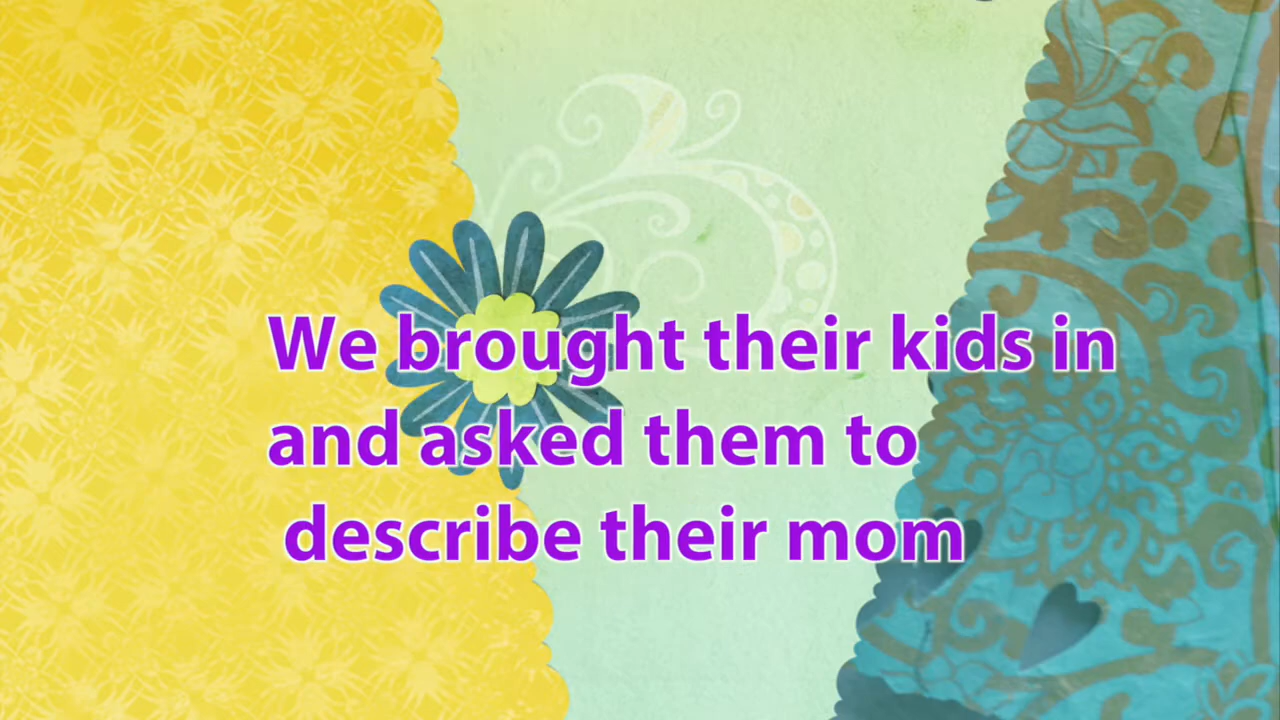 We brought their kids in
and asked them to
describe their mom